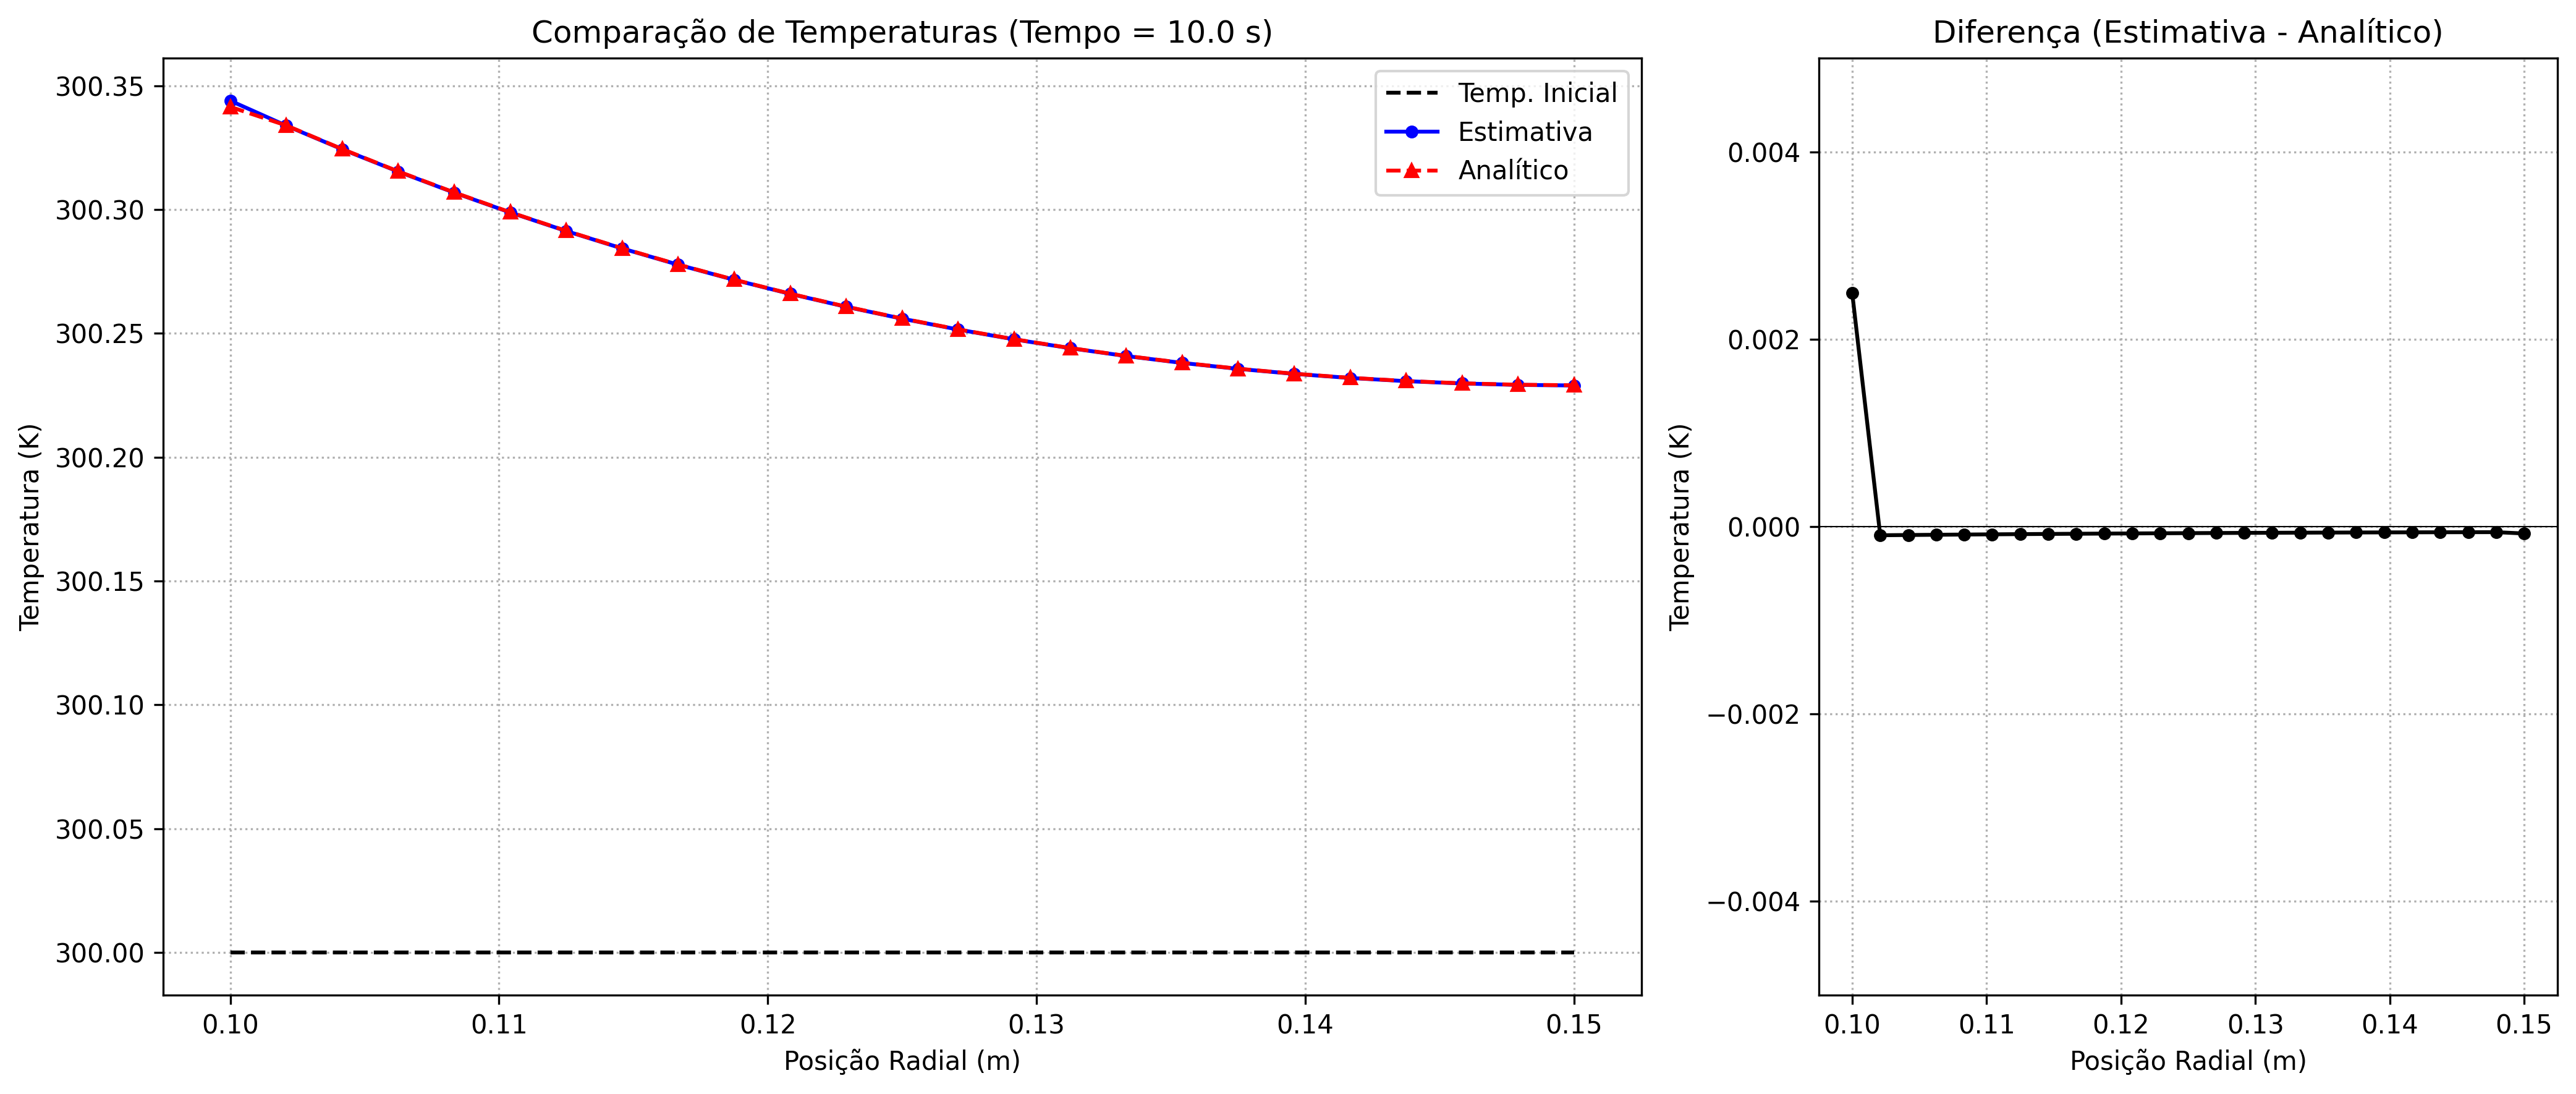 Comparação de Temperaturas (Tempo = 10.0 s)
Temperatura (K)
300.35
300.30
300.25
300.20
300.15
300.10
300.05
300.00
Temp. Inicial
Estimativa
Analítico
0.10 0.11 0.12 0.13 0.14 0.15
Posição Radial (m)
Diferença (Estimativa - Analítico)
Temperatura (K)
0.004
0.002
0.000
−0.002
−0.004
0.10 0.11 0.12 0.13 0.14 0.15
Posição Radial (m)